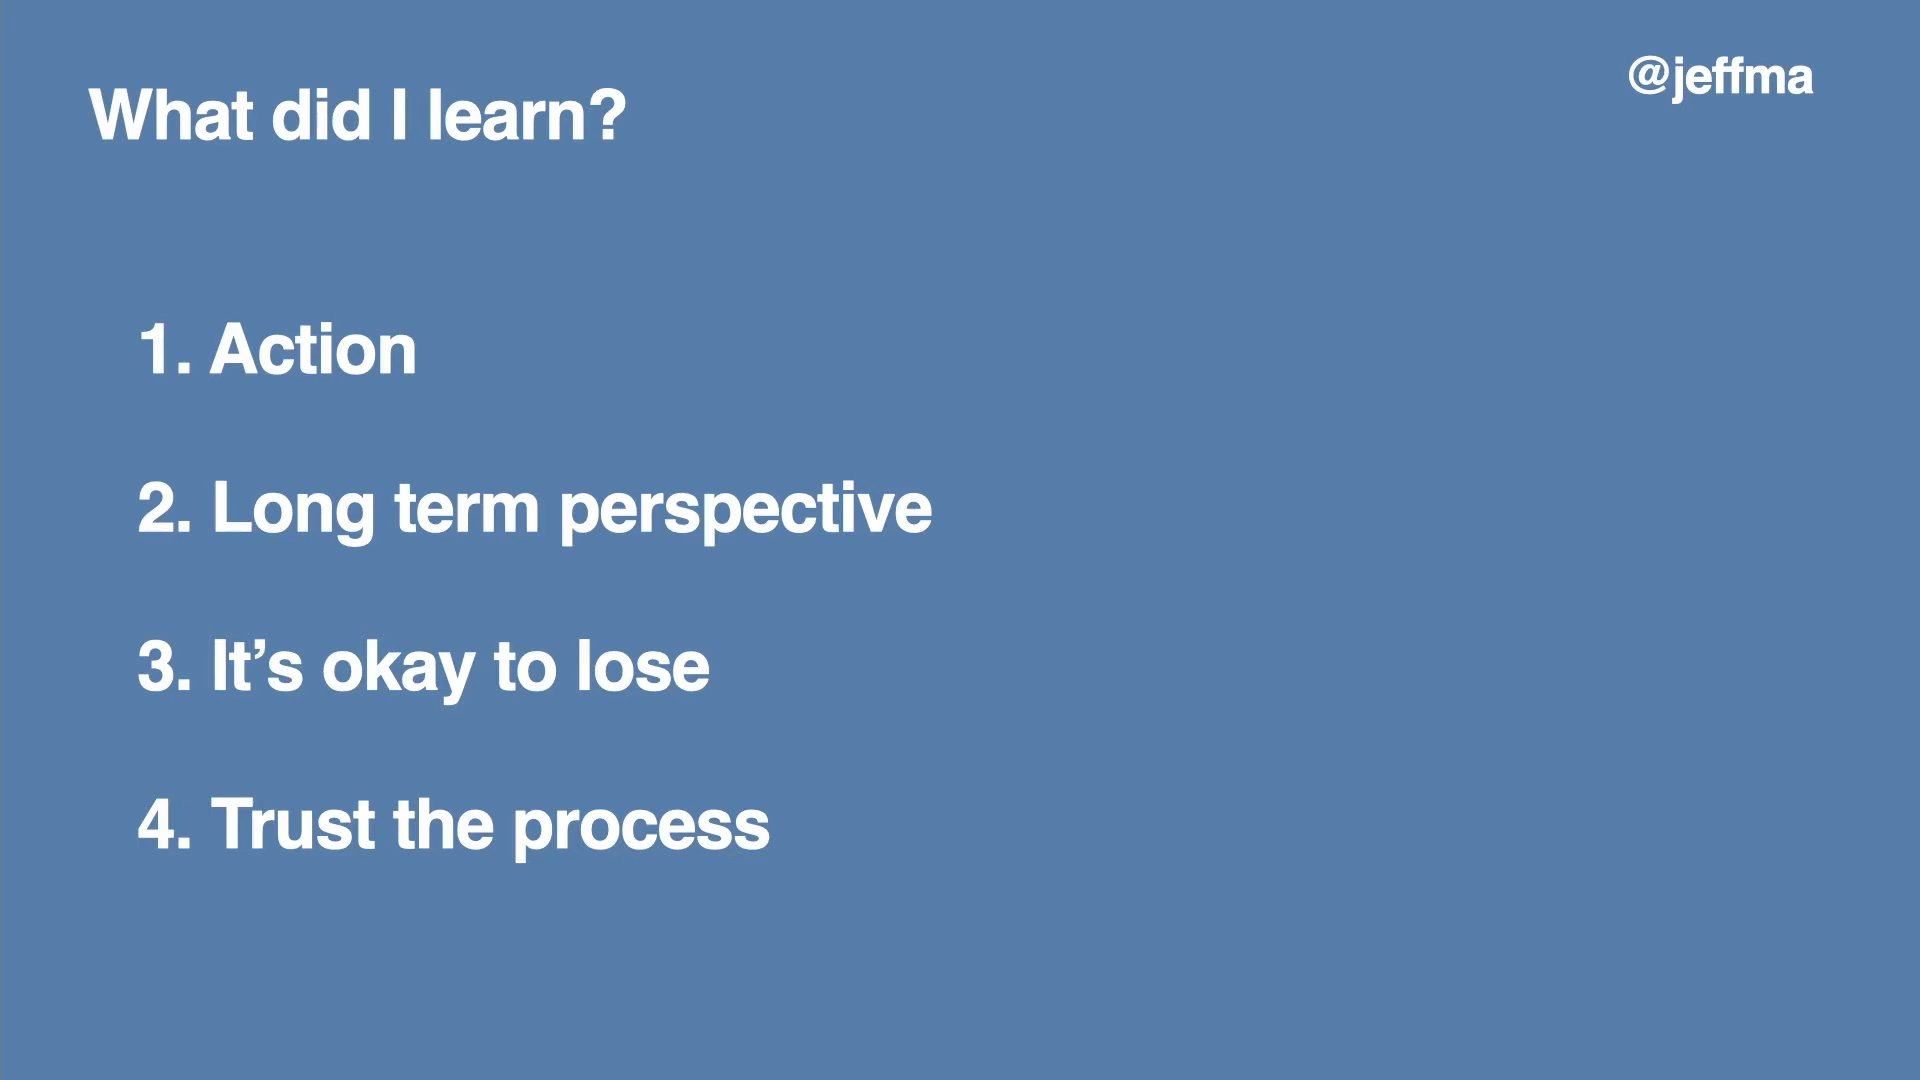 What did I learn?
@jeffma
1. Action
2. Long term perspective
3. It’s okay to lose
4. Trust the process